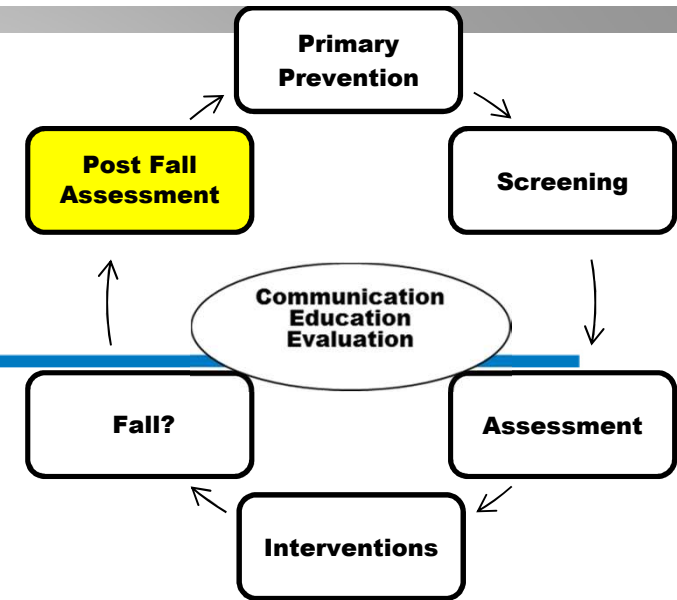 Primary
Prevention
Post Fall
Assessment
Screening
Communication
Education
Evaluation
Fall?
Assessment
Interventions